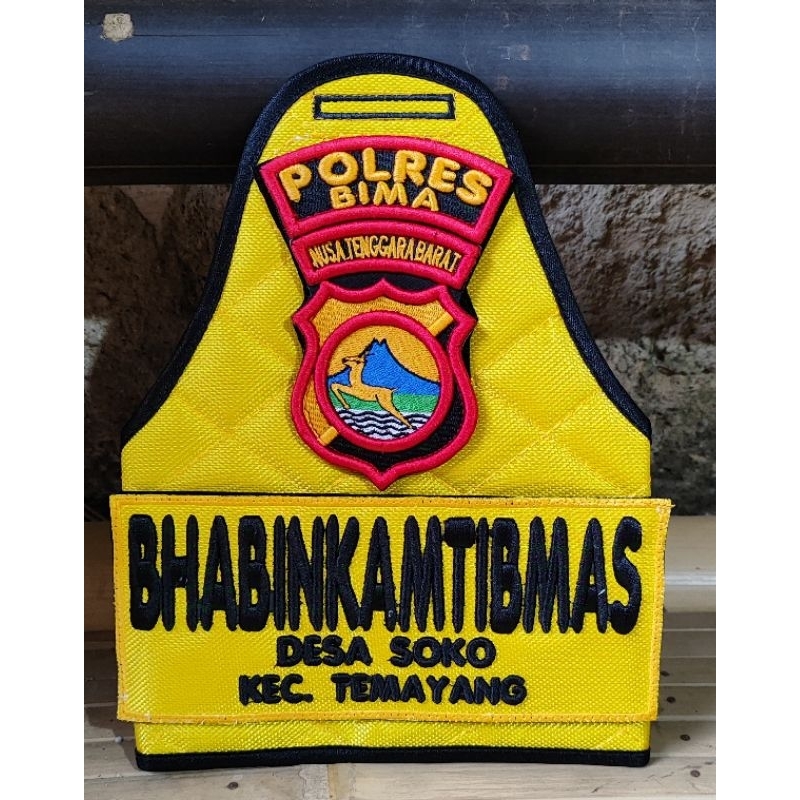 POLRES
BIMA
NUSA TENGGARA BARAT
BHABINKAMTIBMAS
DESA SOKO
KEC. TEMAYANG